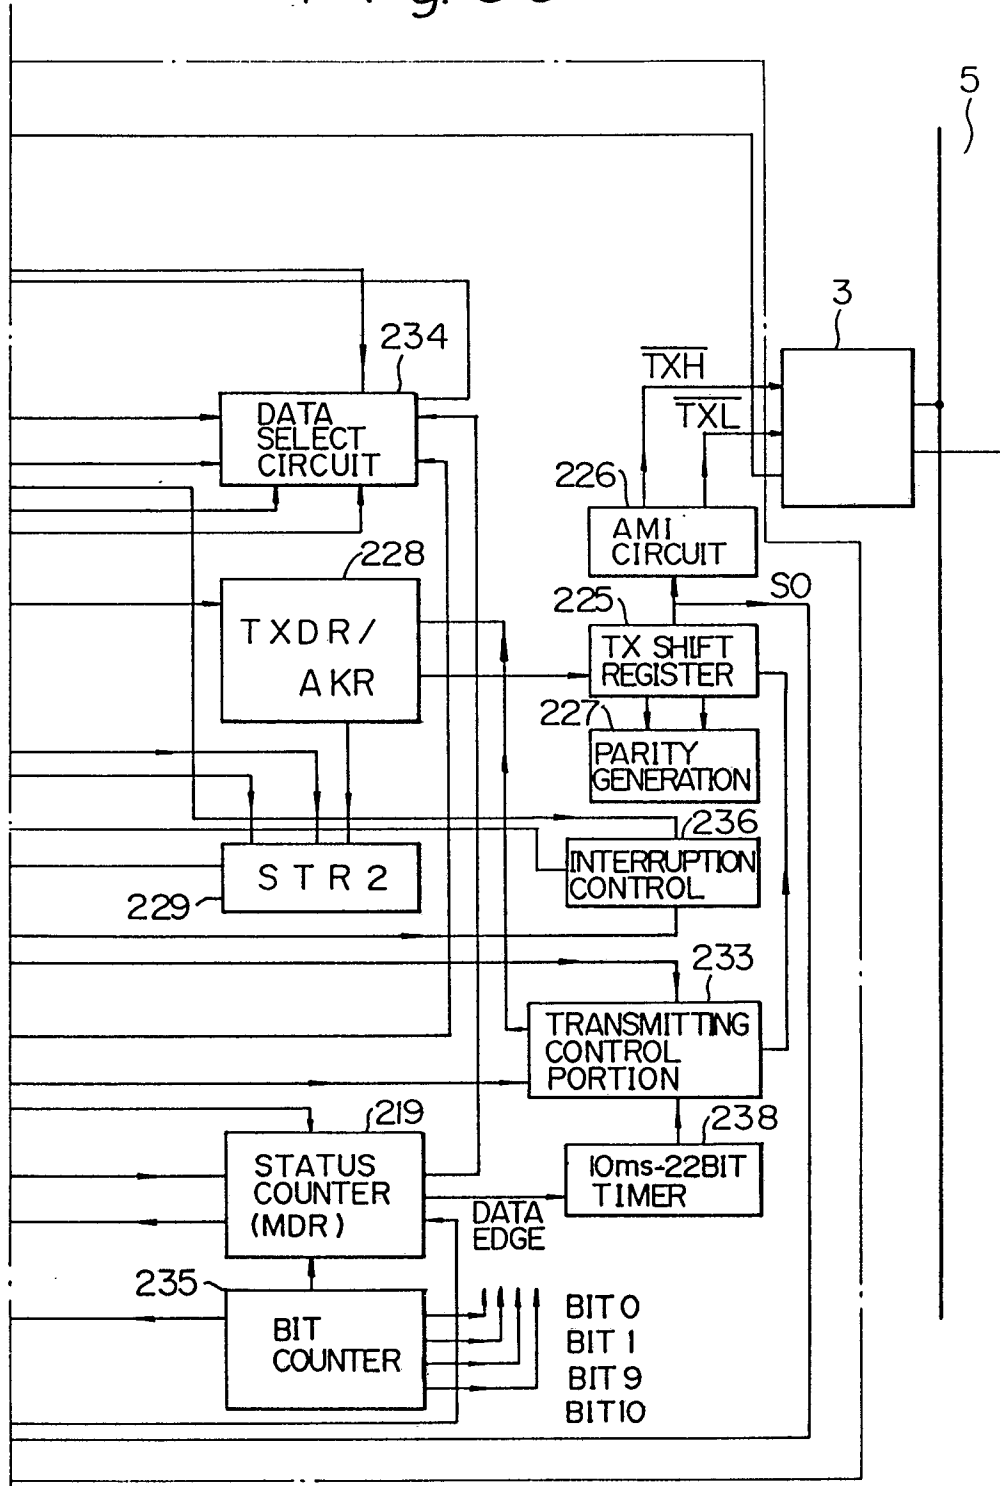 5
3
234
TXH
DATA
SELECT
CIRCUIT
TXL
226
AMI
CIRCUIT
228
SO
225
TXDR/
AKR
TX SHIFT
REGISTER
227
PARITY
GENERATION
236
STR2
INTERRUPTION
CONTROL
229
233
TRANSMITTING
CONTROL
PORTION
219
238
STATUS
COUNTER
(MDR)
10ms-22BIT
TIMER
DATA
EDGE
235
BIT
COUNTER
BIT 0
BIT 1
BIT 9
BIT10